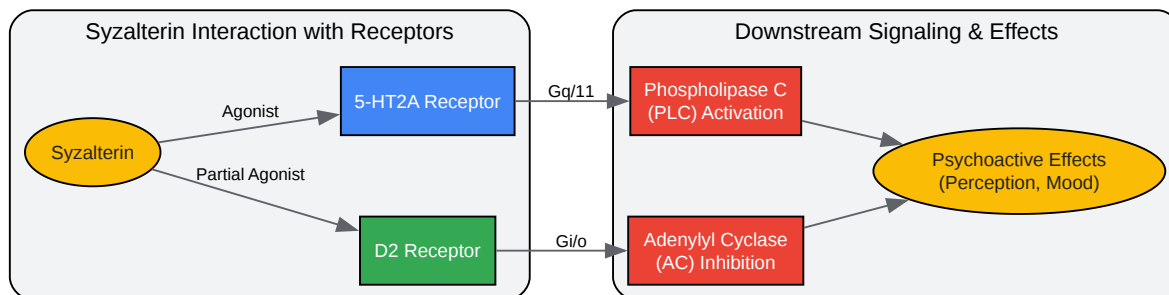 Syzalterin Interaction with Receptors
Downstream Signaling & Effects
Syzalterin
Agonist
Partial Agonist
5-HT2A Receptor
D2 Receptor
Gq/11
Gi/o
Phospholipase C
(PLC) Activation
Adenylyl Cyclase
(AC) Inhibition
Psychoactive Effects
(Perception, Mood)